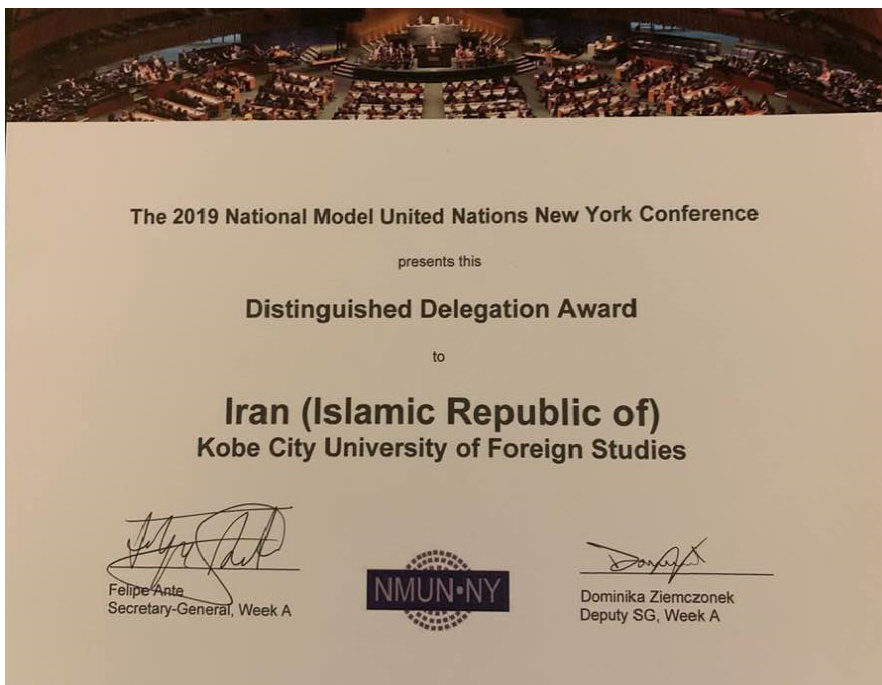 The 2019 National Model United Nations New York Conference
presents this
Distinguished Delegation Award
to
Iran (Islamic Republic of)
Kobe City University of Foreign Studies
Felipe Ante
Secretary-General, Week A
NMUN•NY
Dominika Ziemczonek
Deputy SG, Week A